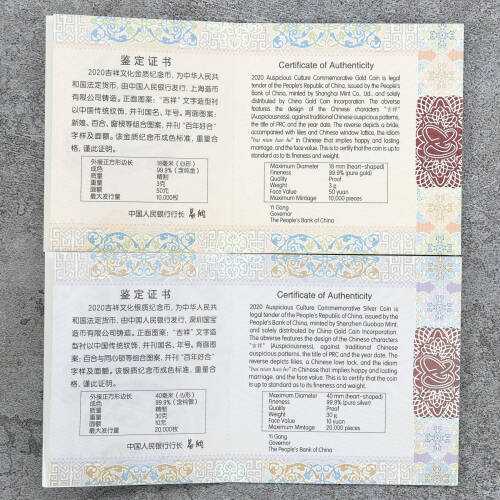 鉴定证书
2020吉祥文化金质纪念币，为中华人民共
和国法定货币，由中国人民银行发行，上海造币
有限公司铸造。正面图案："吉祥"文字造型衬
以中国传统纹饰，并刊国名、年号。背面图案：
新娘、百合、窗棂等组合图案，并刊"百年好合"
字样及面额。该金质纪念币成色标准，重量合
格，谨此证明。
外接正方形边长 18毫米（心形）
成色 99.9%（含纯金）
质量 精制
重量 3克
面额 50元
最大发行量 10,000枚
中国人民银行行长 易纲
Certificate of Authenticity
2020 Auspicious Culture Commemorative Gold Coin is legal
tender of the People's Republic of China, issued by the People's
Bank of China, minted by Shanghai Mint Co., Ltd., and solely
distributed by China Gold Coin Incorporation. The obverse
features the design of the Chinese characters "吉祥"
(Auspiciousness), against traditional Chinese auspicious patterns,
the title of PRC and the year date. The reverse depicts a bride,
accompanied with lilies and Chinese window lattice, the idiom
"bai nian hao he" in Chinese that implies happy and lasting
marriage, and the face value. This is to certify that the coin is up to
standard as to its fineness and weight.
Maximum Diameter 18 mm (heart-shaped)
Fineness 99.9% (pure gold)
Quality Proof
Weight 3 g
Face Value 50 yuan
Maximum Mintage 10,000 pieces
Yi Gang
Governor
The People's Bank of China
鉴定证书
2020吉祥文化银质纪念币，为中华人民共
和国法定货币，由中国人民银行发行，深圳国宝
造币有限公司铸造。正面图案："吉祥"文字造
型衬以中国传统纹饰，并刊国名、年号。背面图
案：百合与同心锁等组合图案，并刊"百年好合"
字样及面额。该银质纪念币成色标准，重量合
格，谨此证明。
外接正方形边长 40毫米（心形）
成色 99.9%（含纯银）
质量 精制
重量 30克
面额 10元
最大发行量 20,000枚
中国人民银行行长 易纲
Certificate of Authenticity
2020 Auspicious Culture Commemorative Silver Coin is
legal tender of the People's Republic of China, issued by the
People's Bank of China, minted by Shenzhen Guobao Mint,
and solely distributed by China Gold Coin Incorporation.
The obverse features the design of the Chinese characters
"吉祥" (Auspiciousness), against traditional Chinese
auspicious patterns, the title of PRC and the year date. The
reverse depicts lilies, a Chinese love lock, and the idiom
"bai nian hao he" in Chinese that implies happy and lasting
marriage, and the face value. This is to certify that the coin
is up to standard as to its fineness and weight.
Maximum Diameter 40 mm (heart-shaped)
Fineness 99.9% (pure silver)
Quality Proof
Weight 30 g
Face Value 10 yuan
Maximum Mintage 20,000 pieces
Yi Gang
Governor
The People's Bank of China